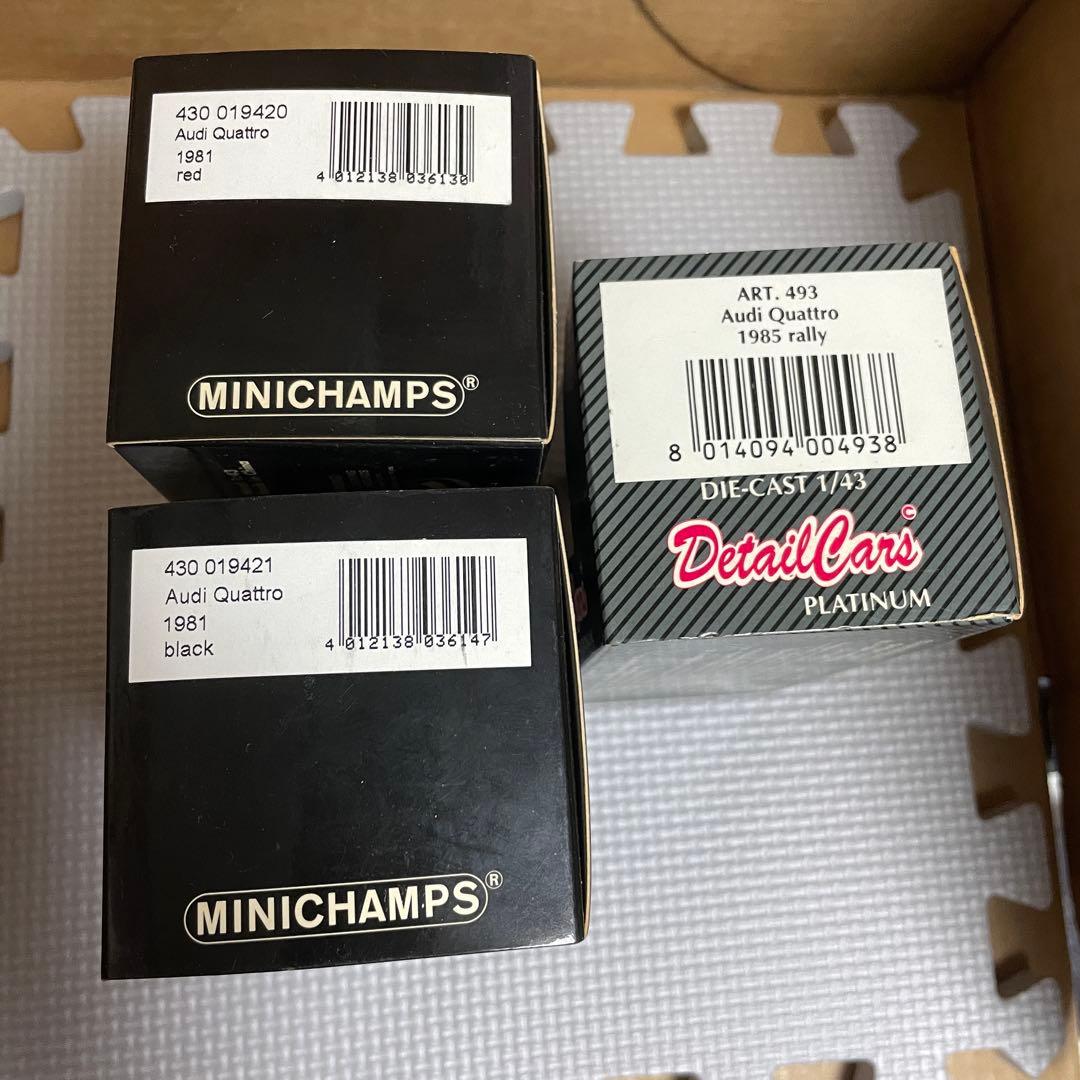 430 019420
Audi Quattro
1981
red
4 012138 036130
MINICHAMPS®
430 019421
Audi Quattro
1981
black
4 012138 036147
MINICHAMPS®
ART. 493
Audi Quattro
1985 rally
8 014094 004938
DIE-CAST 1/43
DetailCars©
PLATINUM